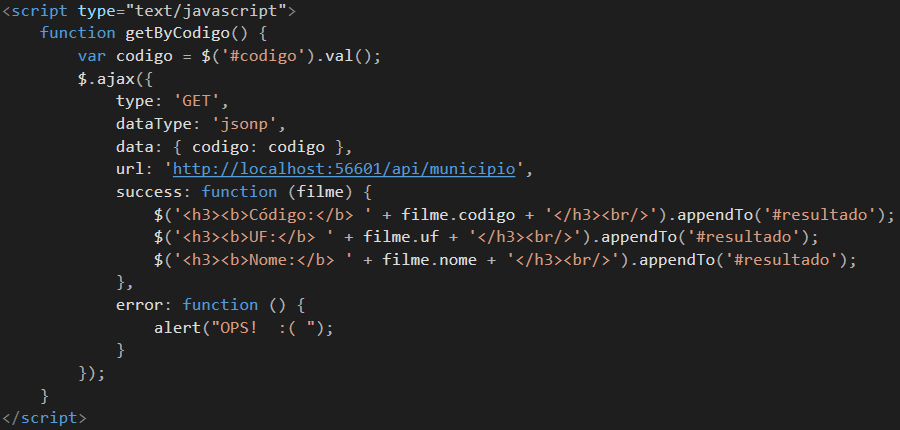 <script type="text/javascript">
    function getByCodigo() {
        var codigo = $('#codigo').val();
        $.ajax({
            type: 'GET',
            dataType: 'jsonp',
            data: { codigo: codigo },
            url: 'http://localhost:56601/api/municipio',
            success: function (filme) {
                $('<h3><b>Código:</b> ' + filme.codigo + '</h3><br/>').appendTo('#resultado');
                $('<h3><b>UF:</b> ' + filme.uf + '</h3><br/>').appendTo('#resultado');
                $('<h3><b>Nome:</b> ' + filme.nome + '</h3><br/>').appendTo('#resultado');
            },
            error: function () {
                alert("OPS!  :( ");
            }
        });
    }
</script>